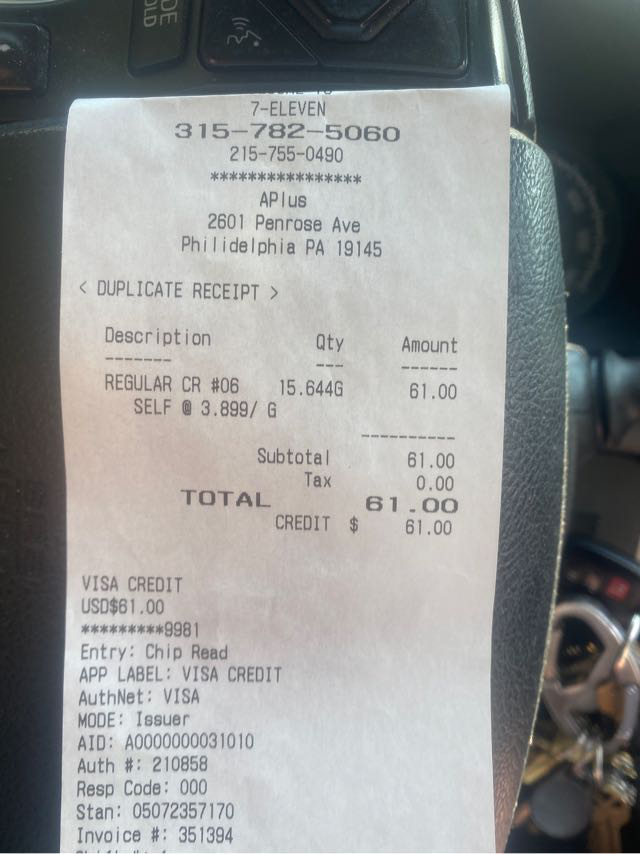 7-ELEVEN
315-782-5060
215-755-0490
****************
APlus
2601 Penrose Ave
Philidelphia PA 19145
< DUPLICATE RECEIPT >
Description Qty Amount
------- --- ------
REGULAR CR #06 15.644G 61.00
SELF @ 3.899/ G
----------
Subtotal 61.00
Tax 0.00
TOTAL 61.00
CREDIT $ 61.00
VISA CREDIT
USD$61.00
*********9981
Entry: Chip Read
APP LABEL: VISA CREDIT
AuthNet: VISA
MODE: Issuer
AID: A0000000031010
Auth #: 210858
Resp Code: 000
Stan: 05072357170
Invoice #: 351394